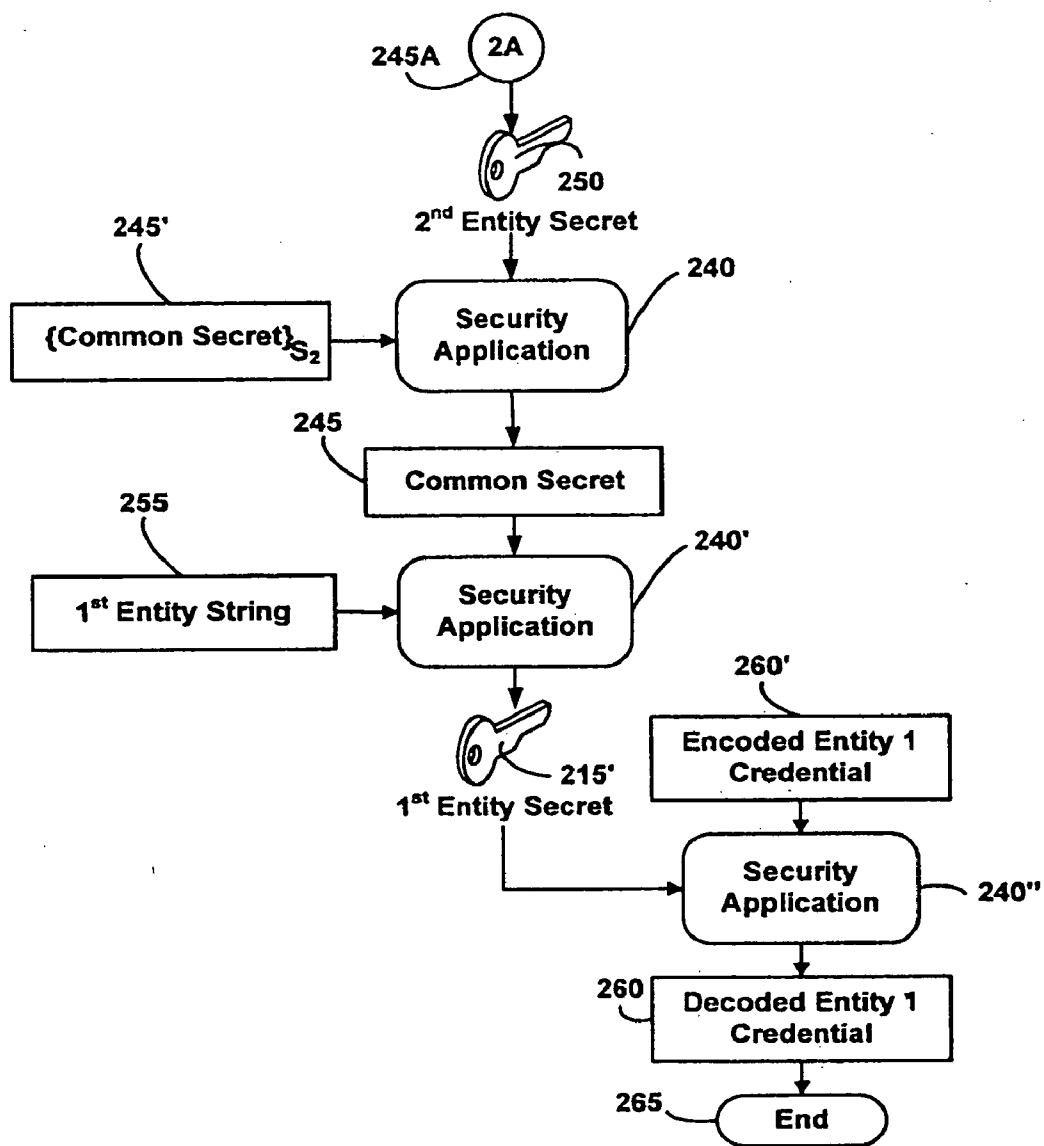 2A
245A
250
2nd Entity Secret
245'
240
Security
Application
{Common Secret}S2
245
Common Secret
255
240'
1st Entity String
Security
Application
260'
Encoded Entity 1
Credential
215'
1st Entity Secret
Security
Application
240"
260
Decoded Entity 1
Credential
265
End